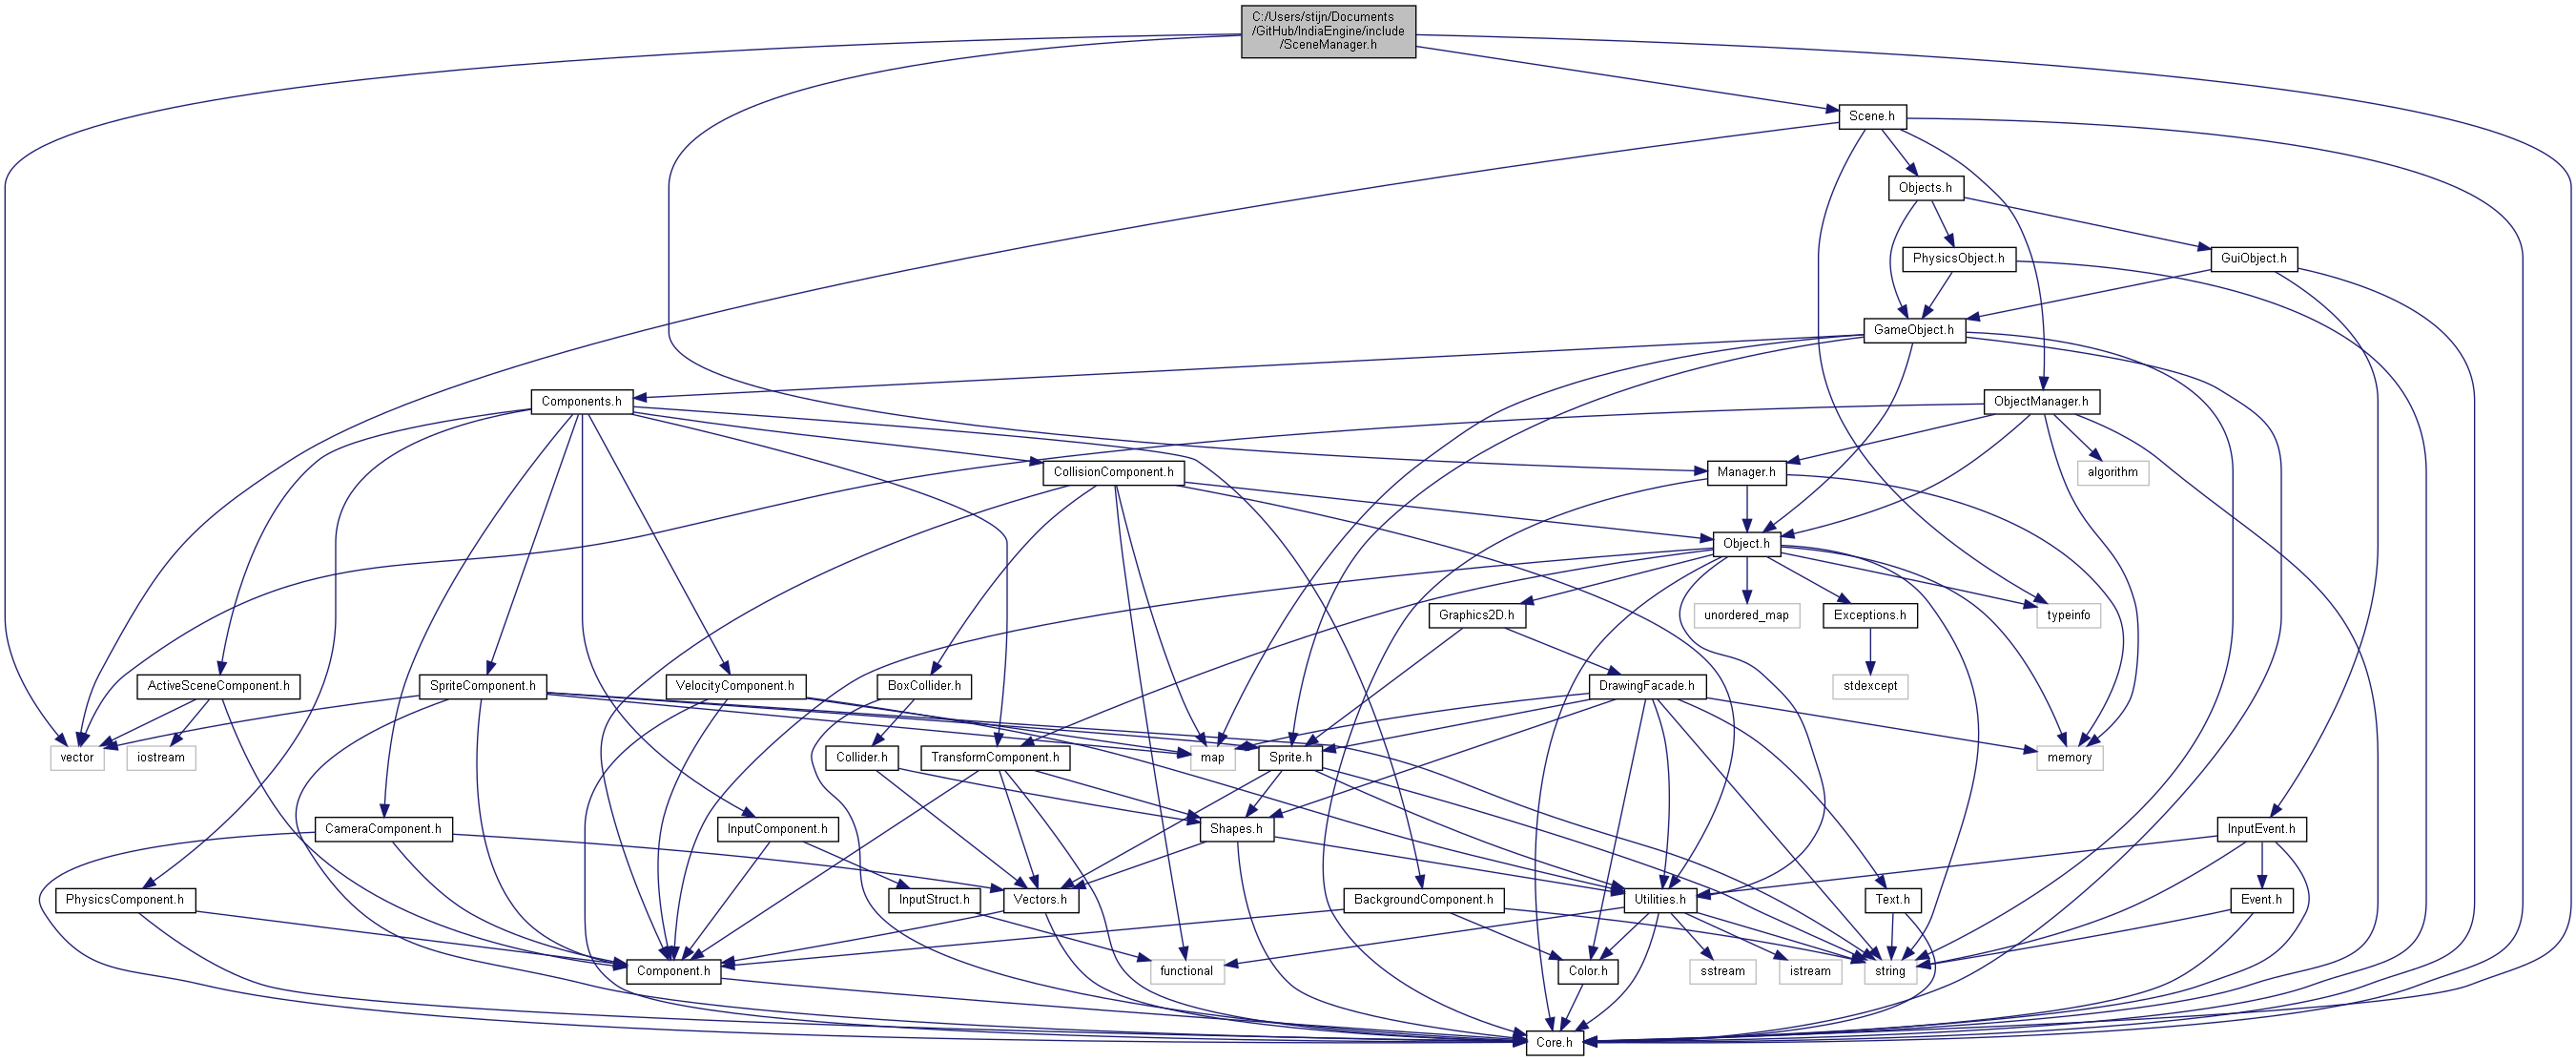 C:/Users/stijn/Documents
/GitHub/IndiaEngine/include
/SceneManager.h
Scene.h
Objects.h
PhysicsObject.h
GuiObject.h
GameObject.h
Components.h
ObjectManager.h
CollisionComponent.h
Manager.h
algorithm
Object.h
Graphics2D.h
unordered_map
Exceptions.h
typeinfo
ActiveSceneComponent.h
SpriteComponent.h
VelocityComponent.h
BoxCollider.h
DrawingFacade.h
stdexcept
vector
iostream
Collider.h
TransformComponent.h
map
Sprite.h
memory
CameraComponent.h
InputComponent.h
Shapes.h
InputEvent.h
PhysicsComponent.h
InputStruct.h
Vectors.h
BackgroundComponent.h
Utilities.h
Text.h
Event.h
Component.h
functional
Color.h
sstream
istream
string
Core.h